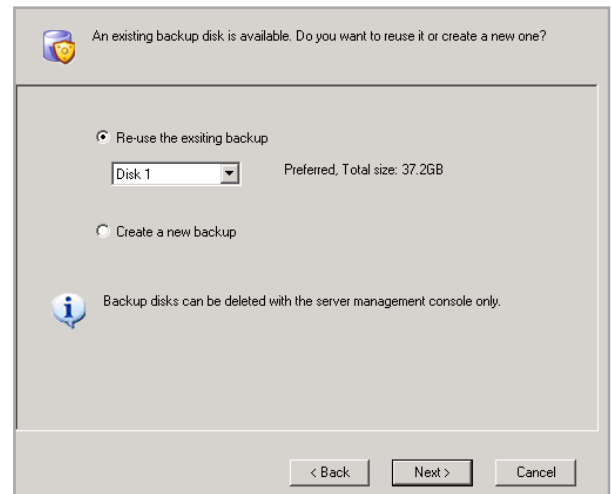 An existing backup disk is available. Do you want to reuse it or create a new one?
Re-use the exsiting backup
Disk 1
Preferred, Total size: 37.2GB
Create a new backup
Backup disks can be deleted with the server management console only.
< Back
Next >
Cancel